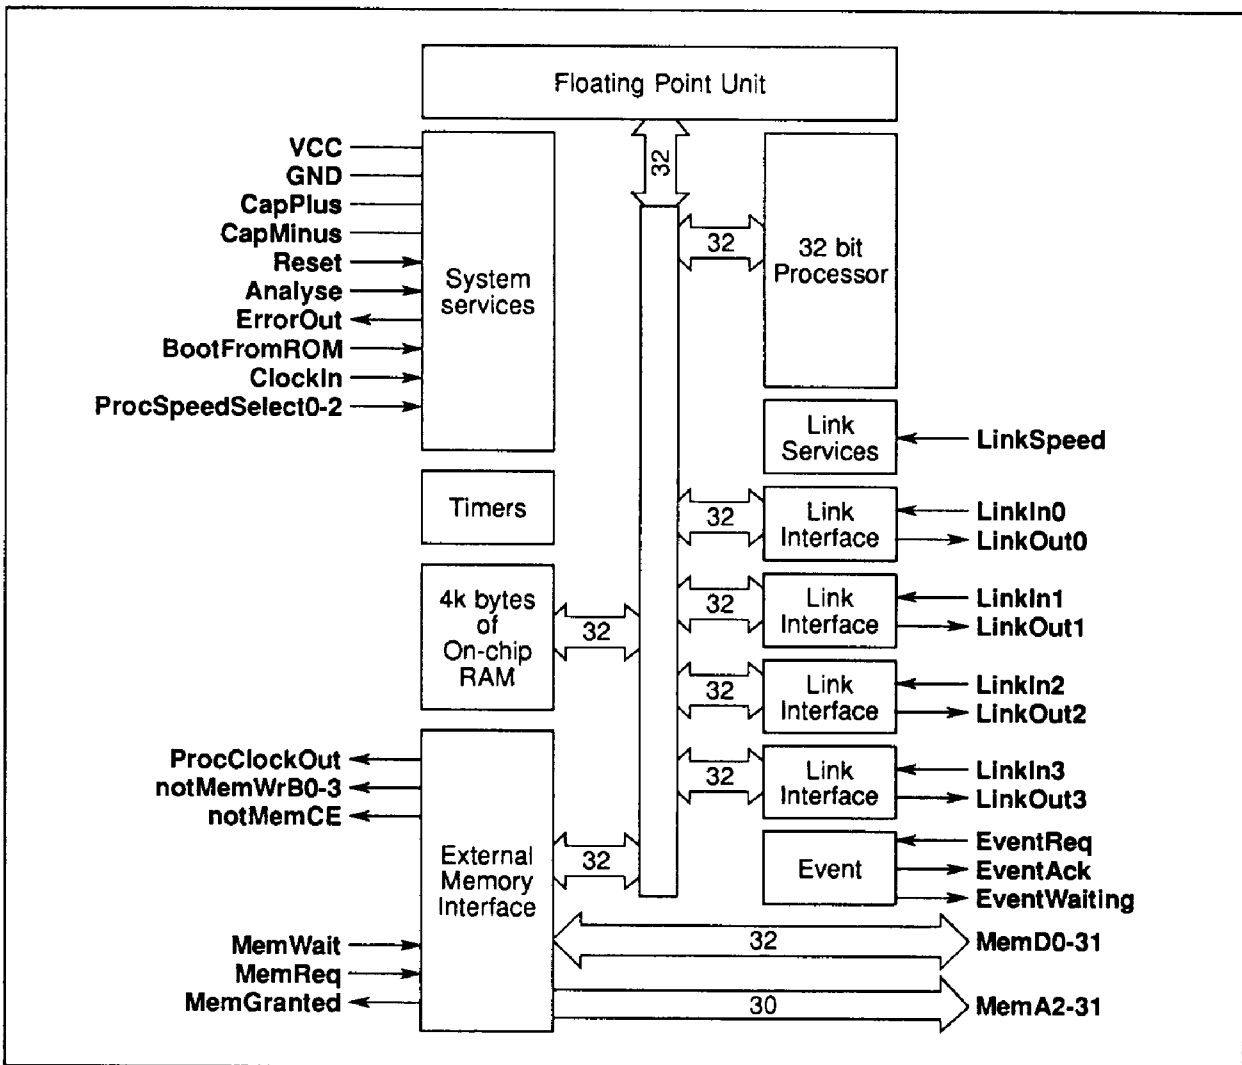 Floating Point Unit
32
VCC
GND
CapPlus
CapMinus
Reset
Analyse
ErrorOut
BootFromROM
ClockIn
ProcSpeedSelect0-2
System
services
32
32 bit
Processor
Link
Services
LinkSpeed
Timers
32
Link
Interface
LinkIn0
LinkOut0
4k bytes
of
On-chip
RAM
32
32
Link
Interface
LinkIn1
LinkOut1
32
Link
Interface
LinkIn2
LinkOut2
ProcClockOut
notMemWrB0-3
notMemCE
32
Link
Interface
LinkIn3
LinkOut3
External
Memory
Interface
32
Event
EventReq
EventAck
EventWaiting
MemWait
MemReq
MemGranted
32
MemD0-31
30
MemA2-31